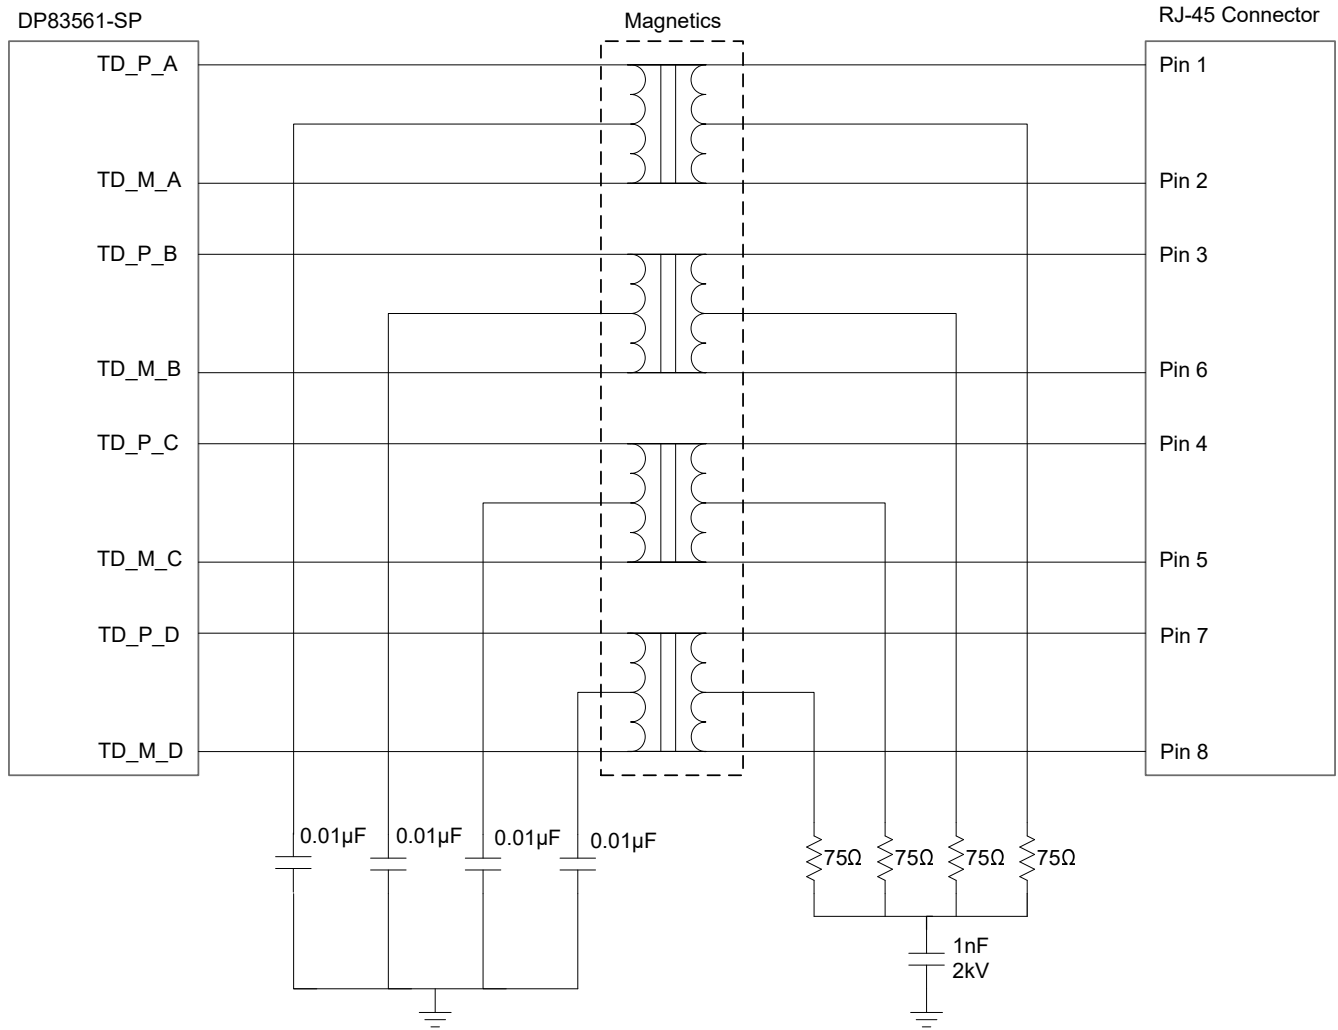 DP83561-SP
Magnetics
RJ-45 Connector
TD_P_A
Pin 1
TD_M_A
Pin 2
TD_P_B
Pin 3
TD_M_B
Pin 6
TD_P_C
Pin 4
TD_M_C
Pin 5
TD_P_D
Pin 7
TD_M_D
Pin 8
0.01µF
0.01µF
0.01µF
0.01µF
75Ω
75Ω
75Ω
75Ω
1nF
2kV